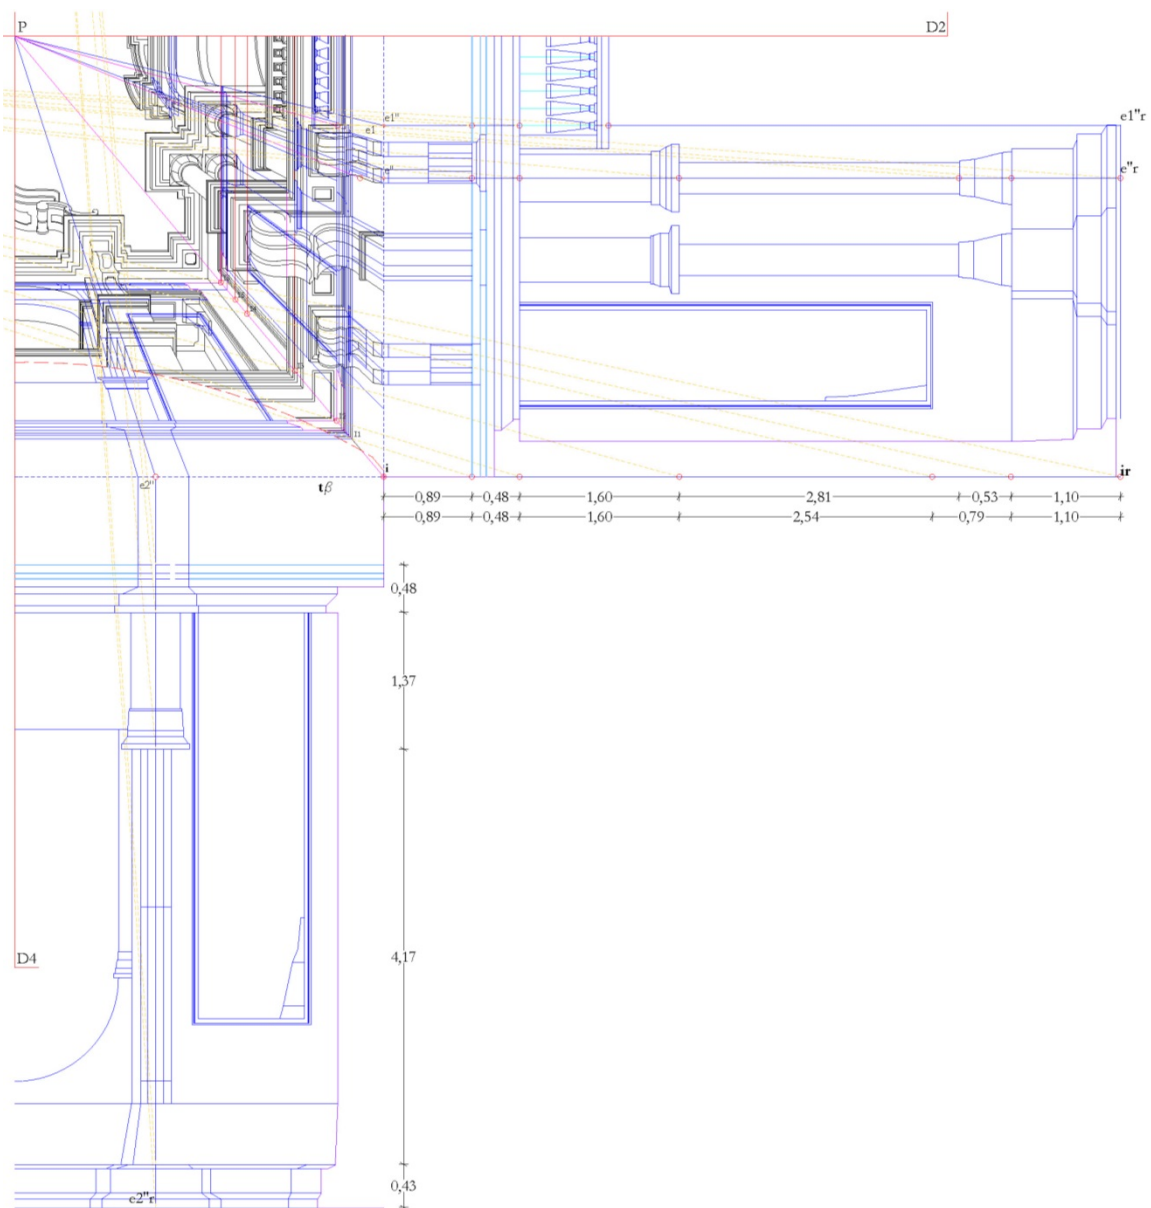 P
D2
e1"
e1"r
e1
e"
e"r
I1
i
ir
e2"
tβ
0,89
0,48
1,60
2,81
0,53
1,10
0,89
0,48
1,60
2,54
0,79
1,10
0,48
1,37
D4
4,17
0,43
e2"r